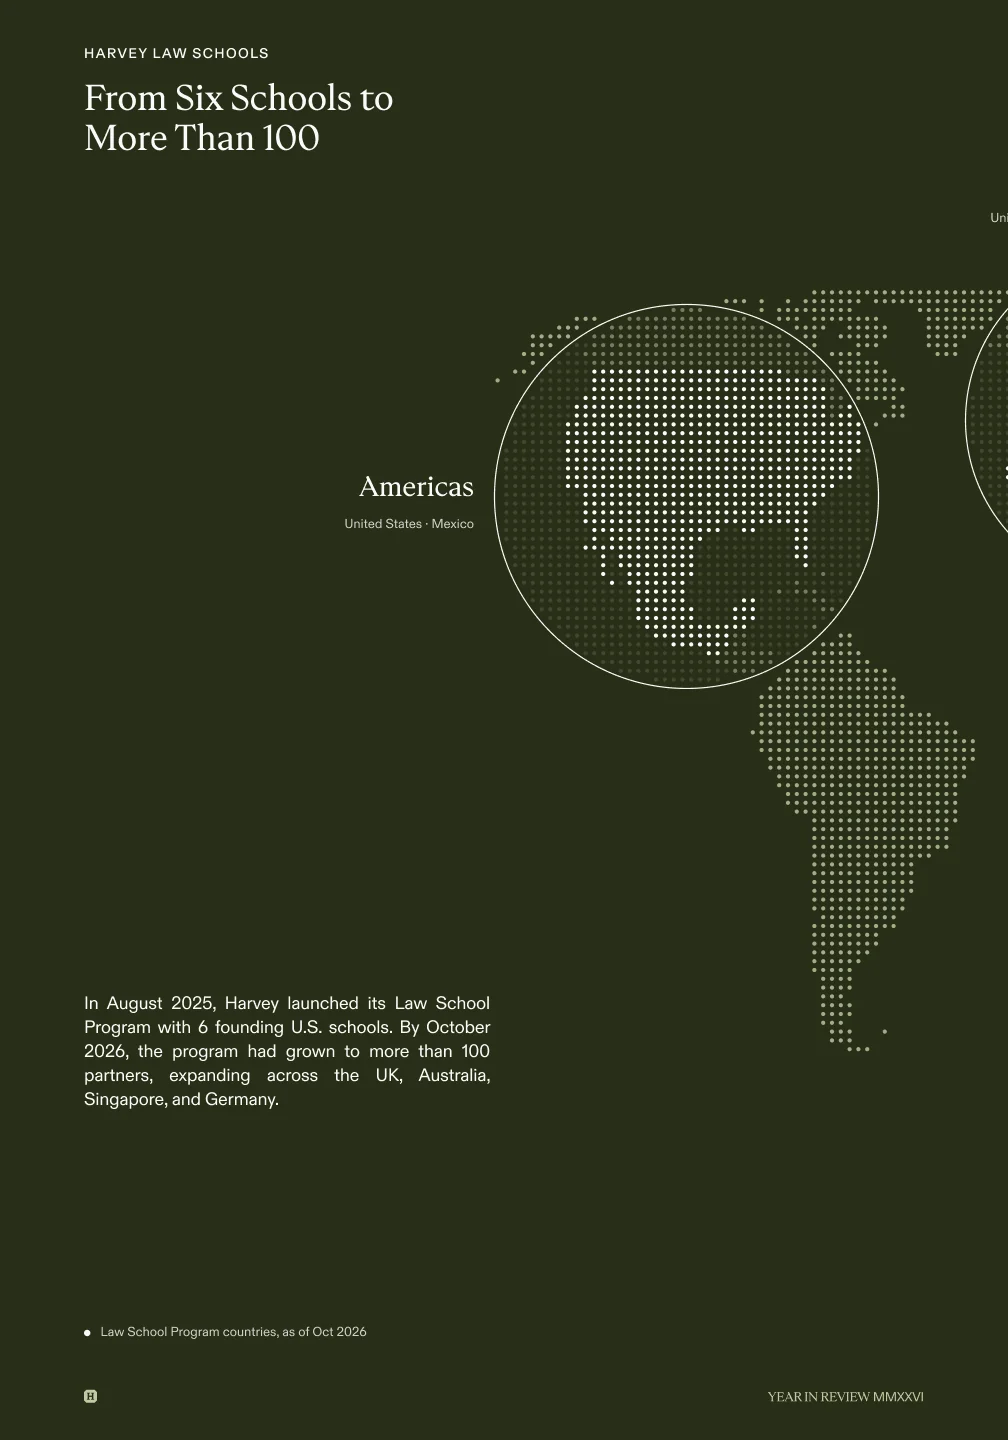 HARVEY LAW SCHOOLS
From Six Schools to
More Than 100
Uni
Americas
United States · Mexico
In August 2025, Harvey launched its Law School
Program with 6 founding U.S. schools. By October
2026, the program had grown to more than 100
partners, expanding across the UK, Australia,
Singapore, and Germany.
Law School Program countries, as of Oct 2026
H
YEAR IN REVIEW MMXXVI